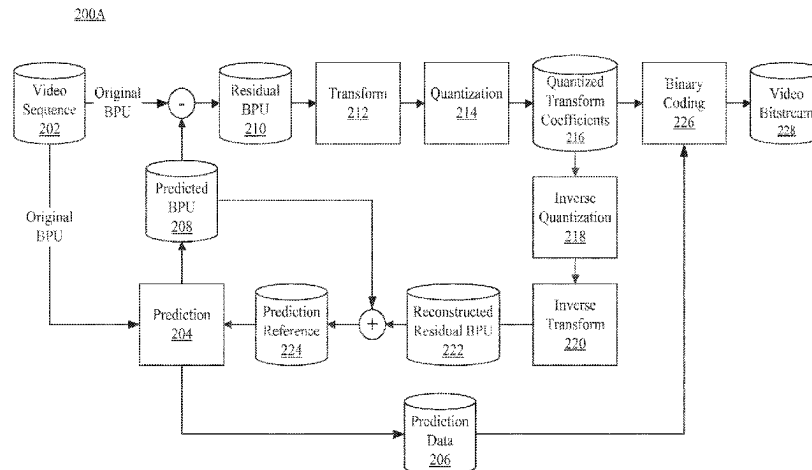 200A
Video
Sequence
202
Original
BPU
-
Residual
BPU
210
Transform
212
Quantization
214
Quantized
Transform
Coefficients
216
Binary
Coding
226
Video
Bitstream
228
Predicted
BPU
208
Original
BPU
Inverse
Quantization
218
Prediction
204
Prediction
Reference
224
+
Reconstructed
Residual BPU
222
Inverse
Transform
220
Prediction
Data
206